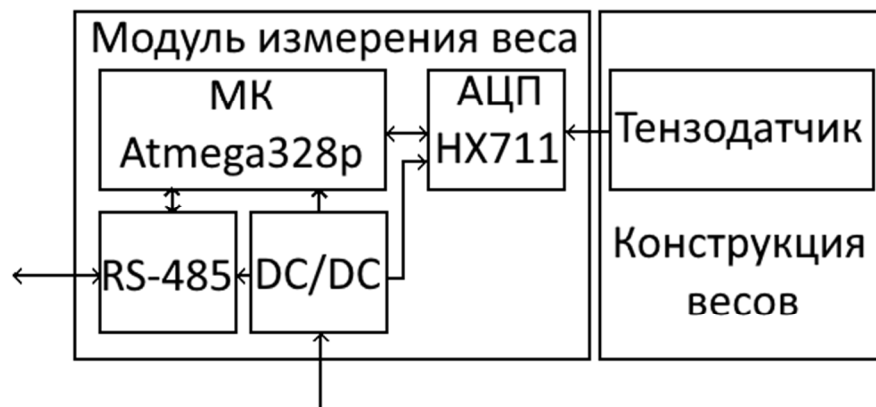 Модуль измерения веса
МК
Atmega328p
АЦП
HX711
Тензодатчик
RS-485
DC/DC
Конструкция
весов